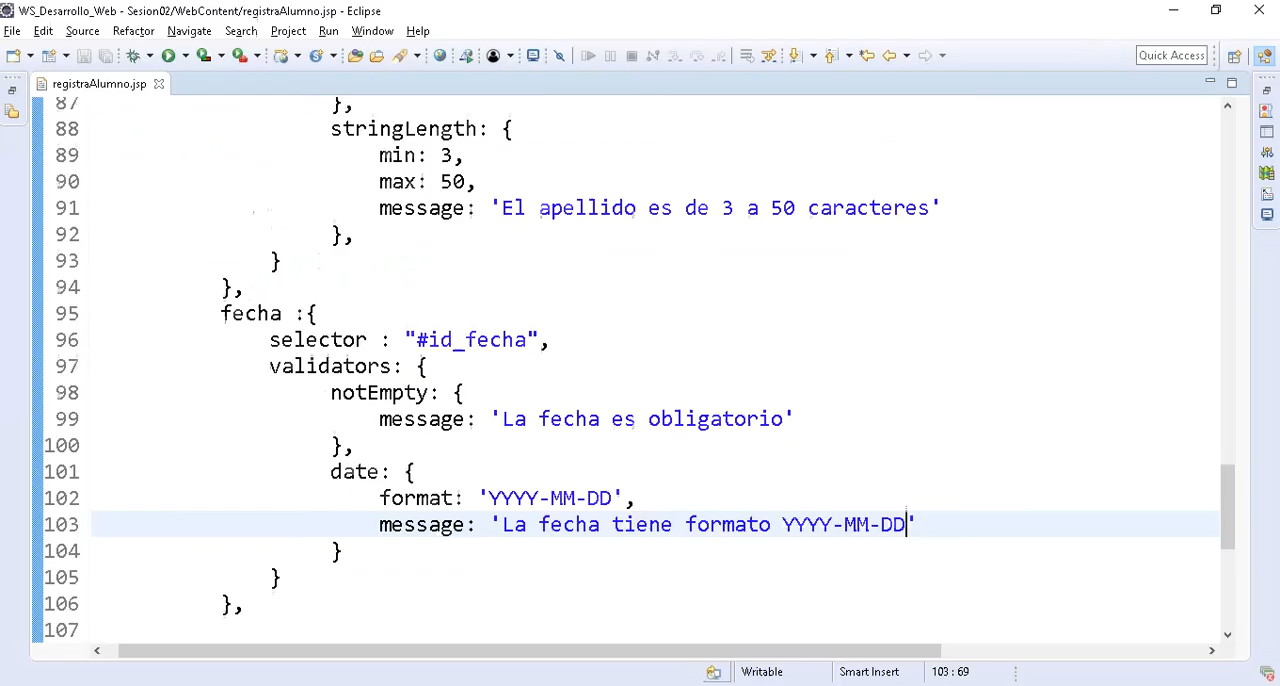 WS_Desarrollo_Web - Sesion02/WebContent/registraAlumno.jsp - Eclipse
File Edit Source Refactor Navigate Search Project Run Window Help
Quick Access
registraAlumno.jsp
87 },
88 stringLength: {
89 min: 3,
90 max: 50,
91 message: 'El apellido es de 3 a 50 caracteres'
92 },
93 }
94 },
95 fecha :{
96 selector : "#id_fecha",
97 validators: {
98 notEmpty: {
99 message: 'La fecha es obligatorio'
100 },
101 date: {
102 format: 'YYYY-MM-DD',
103 message: 'La fecha tiene formato YYYY-MM-DD'
104 }
105 }
106 },
107
Writable Smart Insert 103 : 69